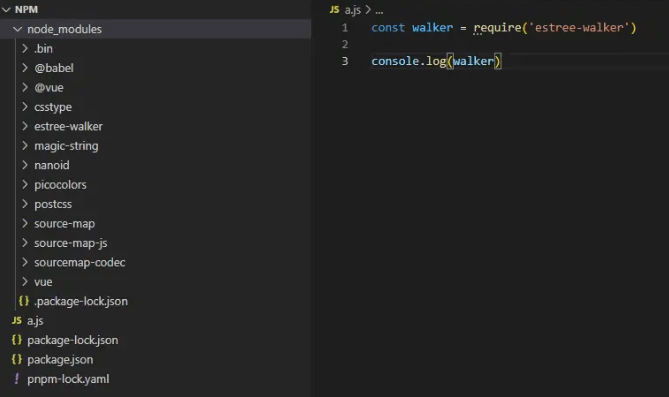 NPM
node_modules
.bin
@babel
@vue
csstype
estree-walker
magic-string
nanoid
picocolors
postcss
source-map
source-map-js
sourcemap-codec
vue
{} .package-lock.json
JS a.js
{} package-lock.json
{} package.json
! pnpm-lock.yaml
JS a.js > ...
1 const walker = require('estree-walker')
2
3 console.log(walker)